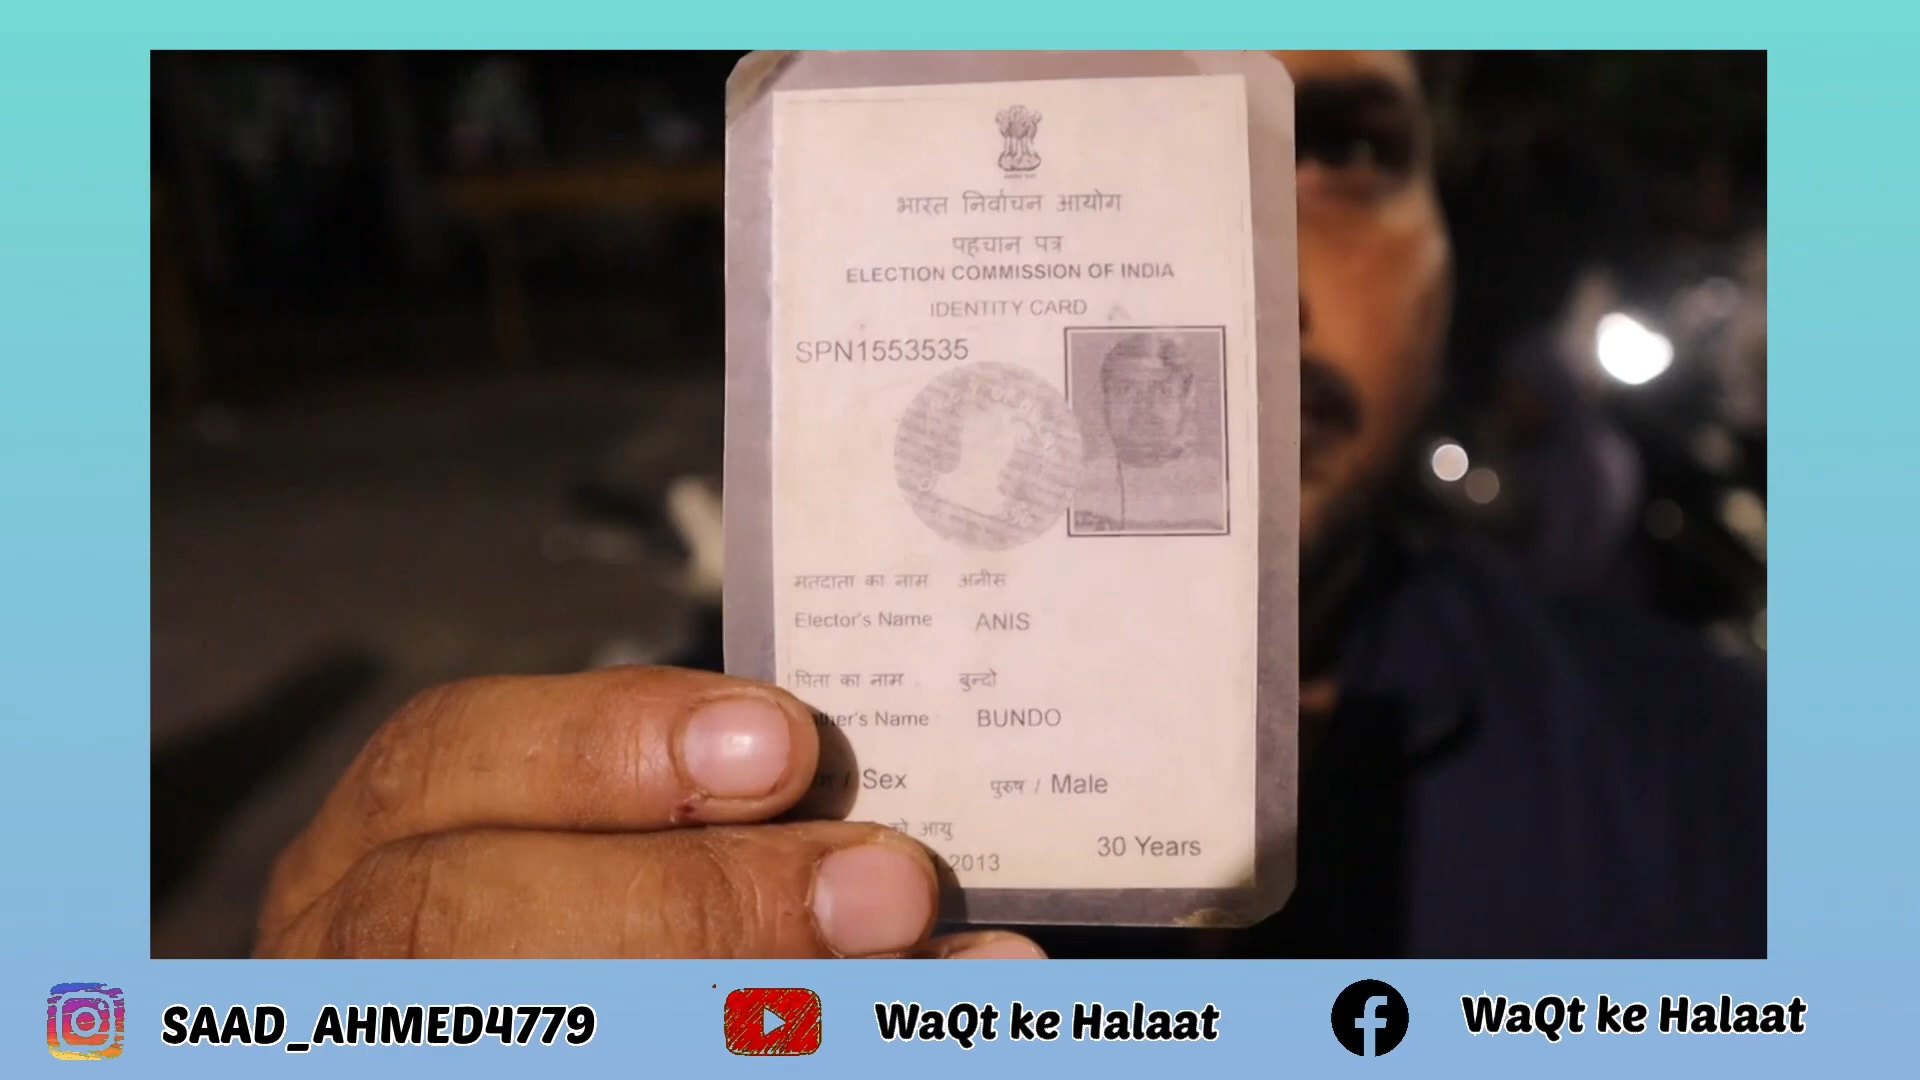 भारत निर्वाचन आयोग
पहचान पत्र
ELECTION COMMISSION OF INDIA
IDENTITY CARD
SPN1553535
मतदाता का नाम अनीस
Elector's Name ANIS
पिता का नाम बुन्दो
Name BUNDO
/ Sex पुरुष / Male
को आयु
2013 30 Years
SAAD_AHMED4779 WaQt ke Halaat WaQt ke Halaat